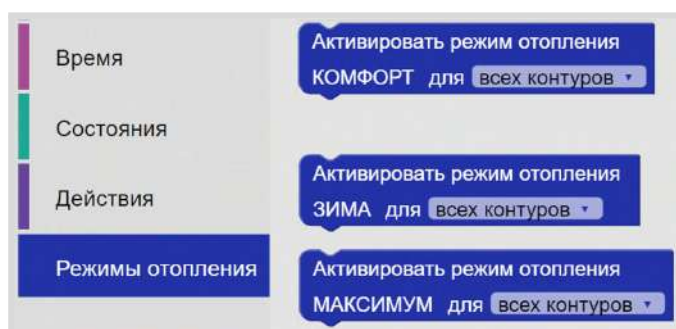 Время
Состояния
Действия
Режимы отопления
Активировать режим отопления
КОМФОРТ для всех контуров
Активировать режим отопления
ЗИМА для всех контуров
Активировать режим отопления
МАКСИМУМ для всех контуров